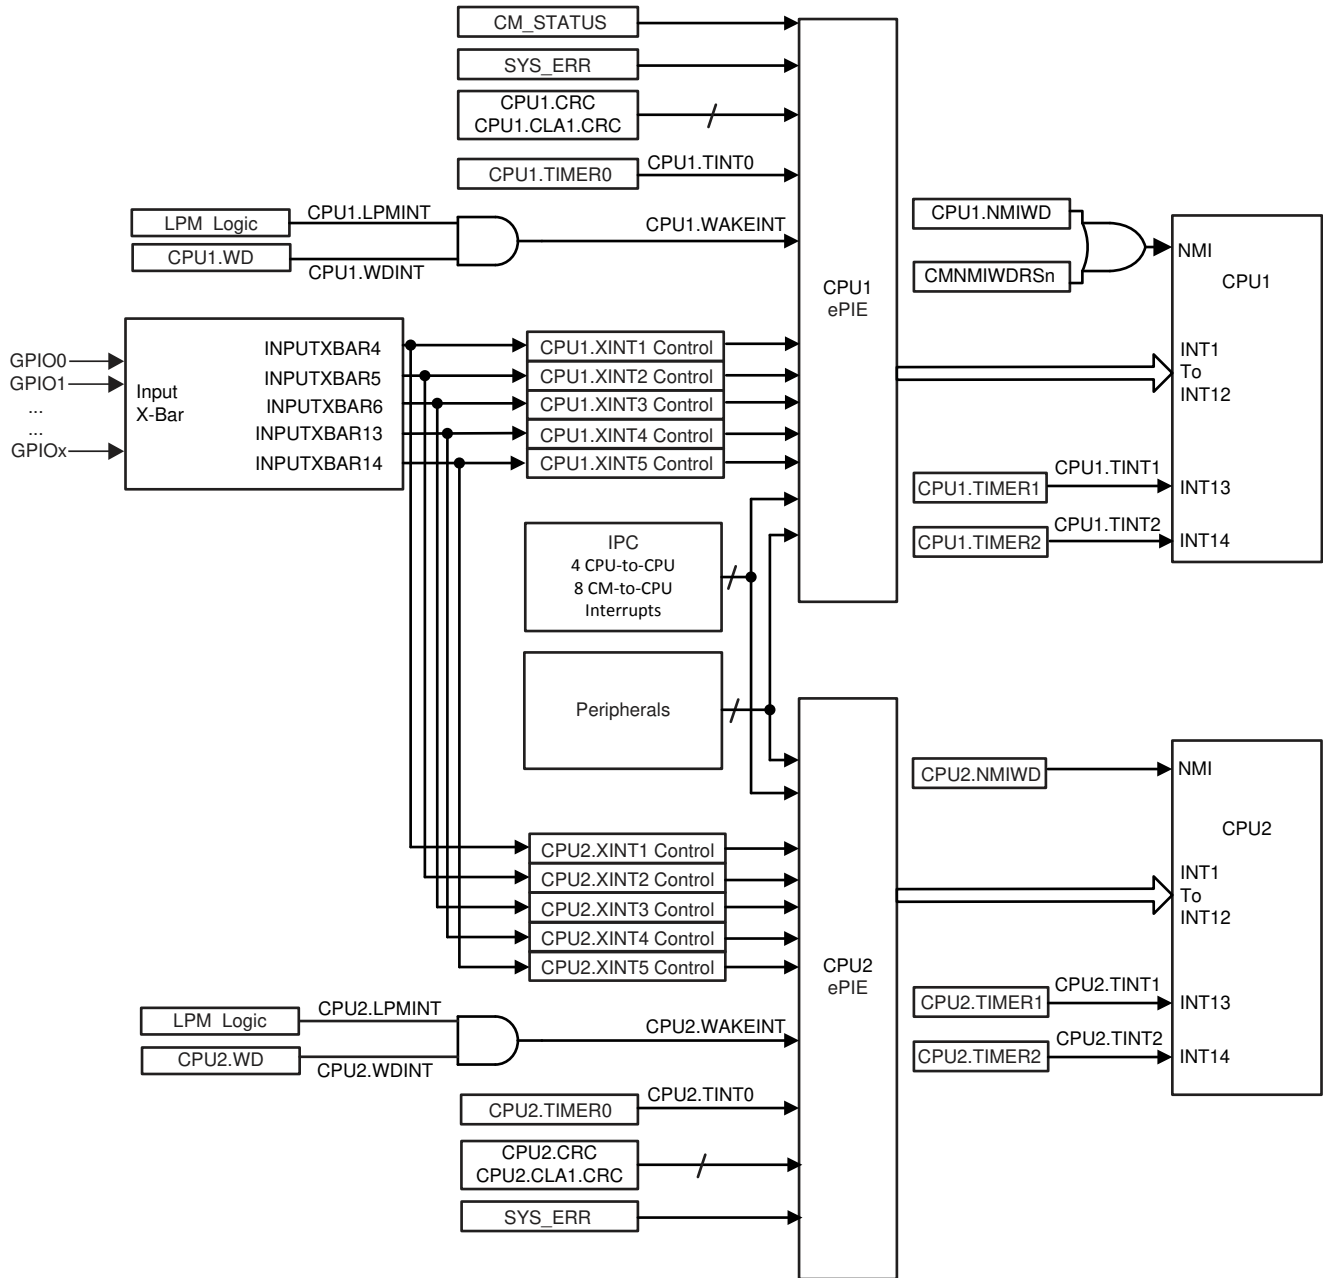 CM_STATUS
SYS_ERR
CPU1.CRC
CPU1.CLA1.CRC
CPU1.TIMER0
CPU1.TINT0
LPM Logic
CPU1.LPMINT
CPU1.WD
CPU1.WDINT
CPU1.WAKEINT
CPU1
ePIE
CPU1.NMIWD
CMNMIWDRSn
NMI
CPU1
INT1
To
INT12
CPU1.TIMER1
CPU1.TINT1
INT13
CPU1.TIMER2
CPU1.TINT2
INT14
GPIO0
GPIO1
...
...
GPIOx
Input
X-Bar
INPUTXBAR4
INPUTXBAR5
INPUTXBAR6
INPUTXBAR13
INPUTXBAR14
CPU1.XINT1 Control
CPU1.XINT2 Control
CPU1.XINT3 Control
CPU1.XINT4 Control
CPU1.XINT5 Control
IPC
4 CPU-to-CPU
8 CM-to-CPU
Interrupts
Peripherals
CPU2.XINT1 Control
CPU2.XINT2 Control
CPU2.XINT3 Control
CPU2.XINT4 Control
CPU2.XINT5 Control
CPU2
ePIE
CPU2.NMIWD
NMI
CPU2
INT1
To
INT12
CPU2.TIMER1
CPU2.TINT1
INT13
CPU2.TIMER2
CPU2.TINT2
INT14
LPM Logic
CPU2.LPMINT
CPU2.WD
CPU2.WDINT
CPU2.WAKEINT
CPU2.TIMER0
CPU2.TINT0
CPU2.CRC
CPU2.CLA1.CRC
SYS_ERR